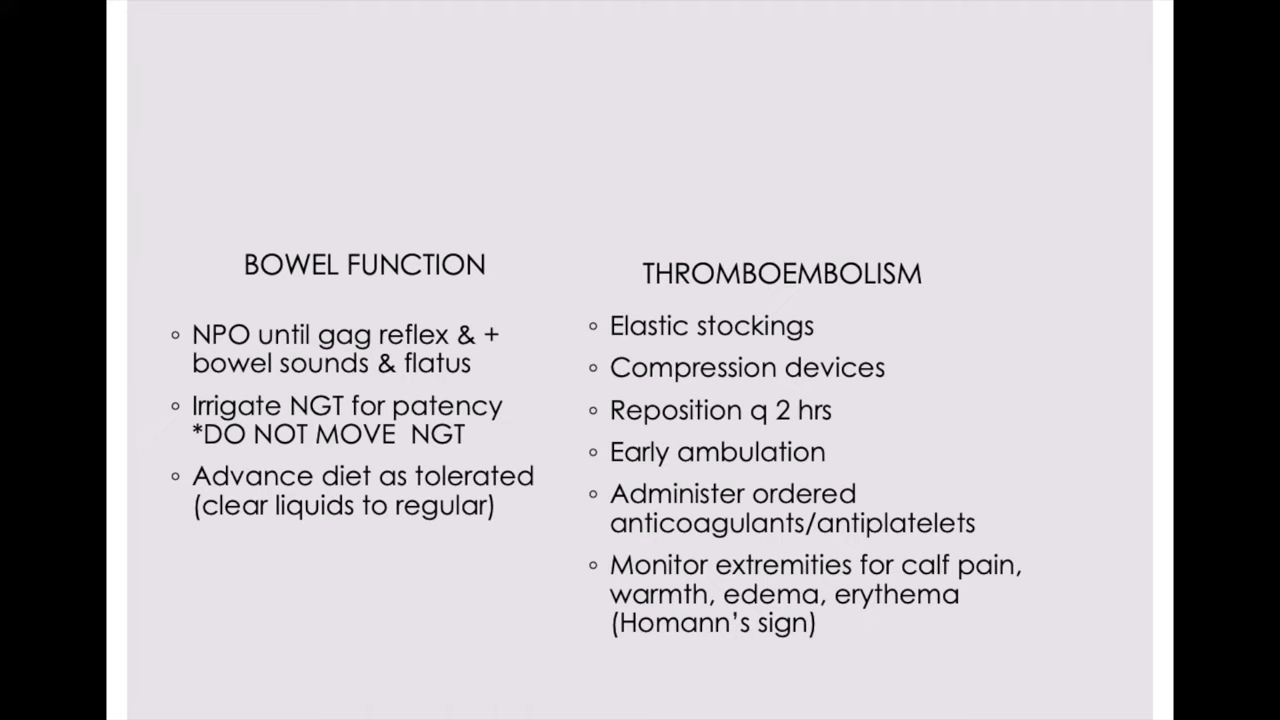 BOWEL FUNCTION
◦ NPO until gag reflex & +
bowel sounds & flatus
◦ Irrigate NGT for patency
*DO NOT MOVE  NGT
◦ Advance diet as tolerated
(clear liquids to regular)
THROMBOEMBOLISM
◦ Elastic stockings
◦ Compression devices
◦ Reposition q 2 hrs
◦ Early ambulation
◦ Administer ordered
anticoagulants/antiplatelets
◦ Monitor extremities for calf pain,
warmth, edema, erythema
(Homann’s sign)